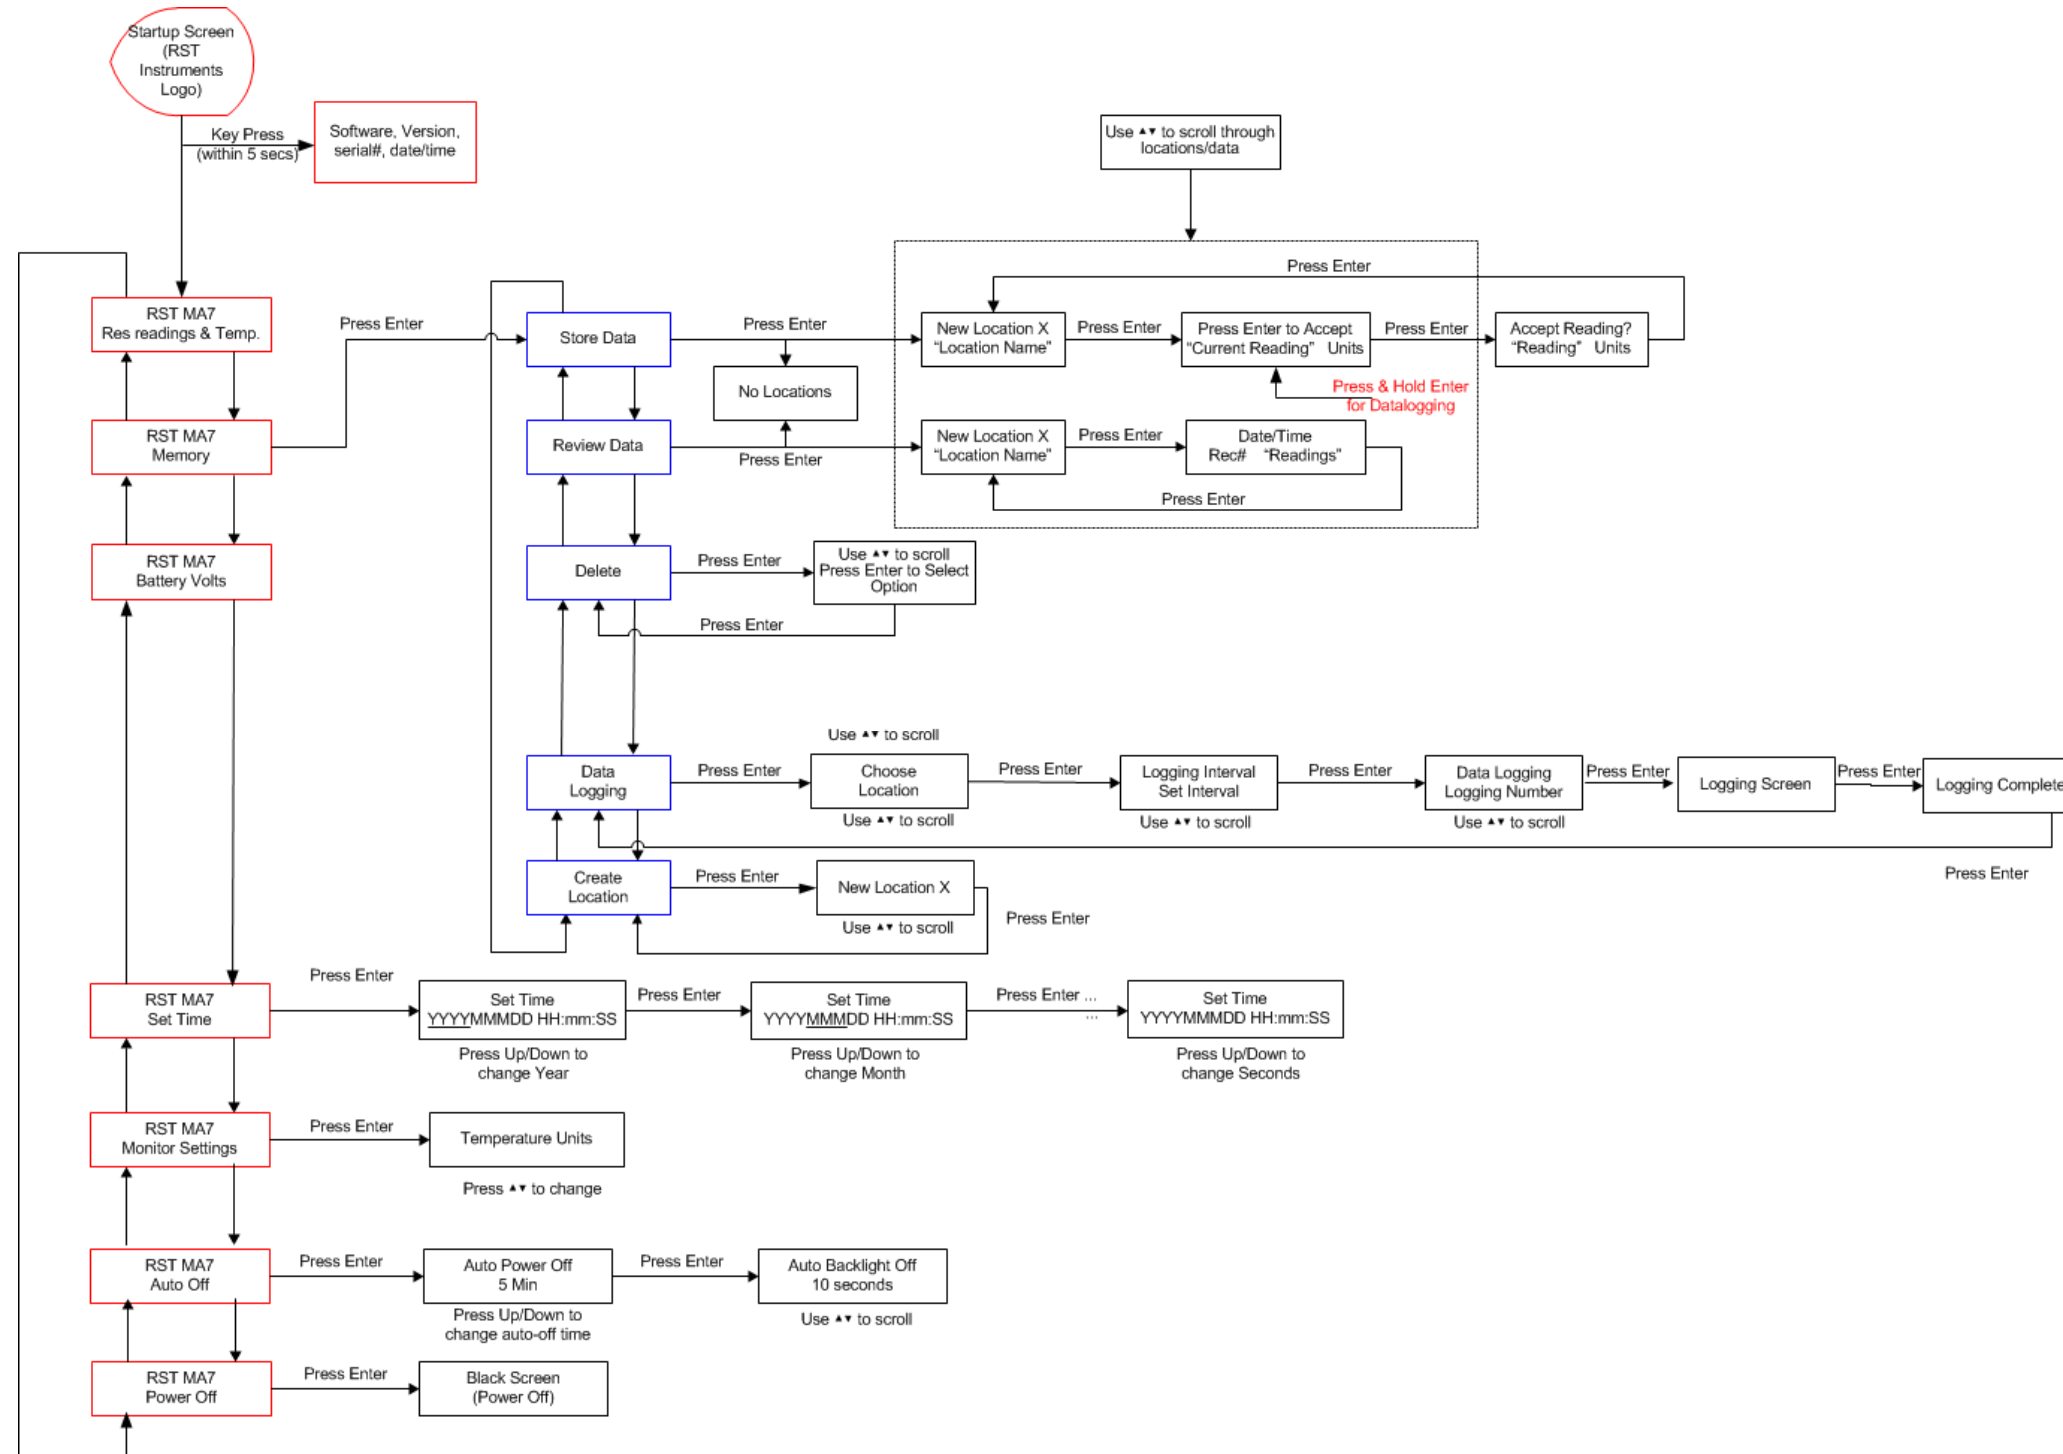 Startup Screen
(RST
Instruments
Logo)
Key Press
(within 5 secs)
Software, Version,
serial#, date/time
Use ▲▼ to scroll through
locations/data
Press Enter
RST MA7
Res readings & Temp.
Press Enter
Store Data
Press Enter
New Location X
“Location Name”
Press Enter
Press Enter to Accept
“Current Reading” Units
Press Enter
Accept Reading?
“Reading” Units
No Locations
Press & Hold Enter
for Datalogging
RST MA7
Memory
Review Data
Press Enter
New Location X
“Location Name”
Press Enter
Date/Time
Rec# “Readings”
Press Enter
RST MA7
Battery Volts
Delete
Press Enter
Use ▲▼ to scroll
Press Enter to Select
Option
Press Enter
Use ▲▼ to scroll
Data
Logging
Press Enter
Choose
Location
Press Enter
Logging Interval
Set Interval
Press Enter
Data Logging
Logging Number
Press Enter
Logging Screen
Press Enter
Logging Complete
Use ▲▼ to scroll
Use ▲▼ to scroll
Use ▲▼ to scroll
Create
Location
Press Enter
New Location X
Press Enter
Use ▲▼ to scroll
Press Enter
RST MA7
Set Time
Press Enter
Set Time
YYYYMMMDD HH:mm:SS
Press Enter
Set Time
YYYYMMMDD HH:mm:SS
Press Enter ...
...
Set Time
YYYYMMMDD HH:mm:SS
Press Up/Down to
change Year
Press Up/Down to
change Month
Press Up/Down to
change Seconds
RST MA7
Monitor Settings
Press Enter
Temperature Units
Press ▲▼ to change
RST MA7
Auto Off
Press Enter
Auto Power Off
5 Min
Press Enter
Auto Backlight Off
10 seconds
Press Up/Down to
change auto-off time
Use ▲▼ to scroll
RST MA7
Power Off
Press Enter
Black Screen
(Power Off)